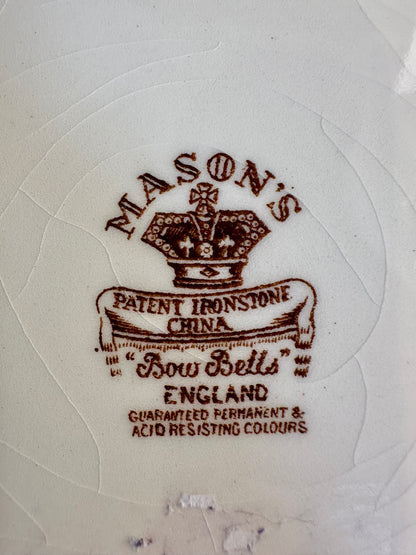 MASON'S
PATENT IRONSTONE
CHINA
"Bow Bells"
ENGLAND
GUARANTEED PERMANENT &
ACID RESISTING COLOURS